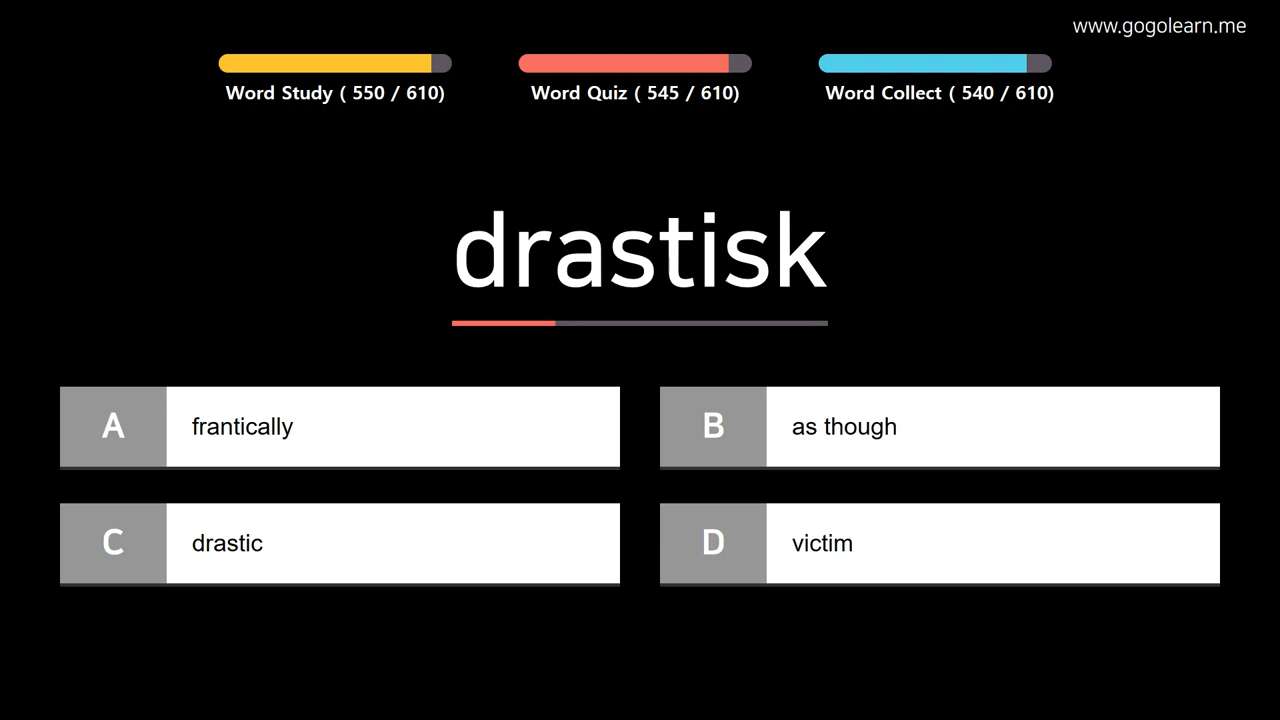 www.gogolearn.me
Word Study ( 550 / 610)
Word Quiz ( 545 / 610)
Word Collect ( 540 / 610)
drastisk
A frantically
B as though
C drastic
D victim